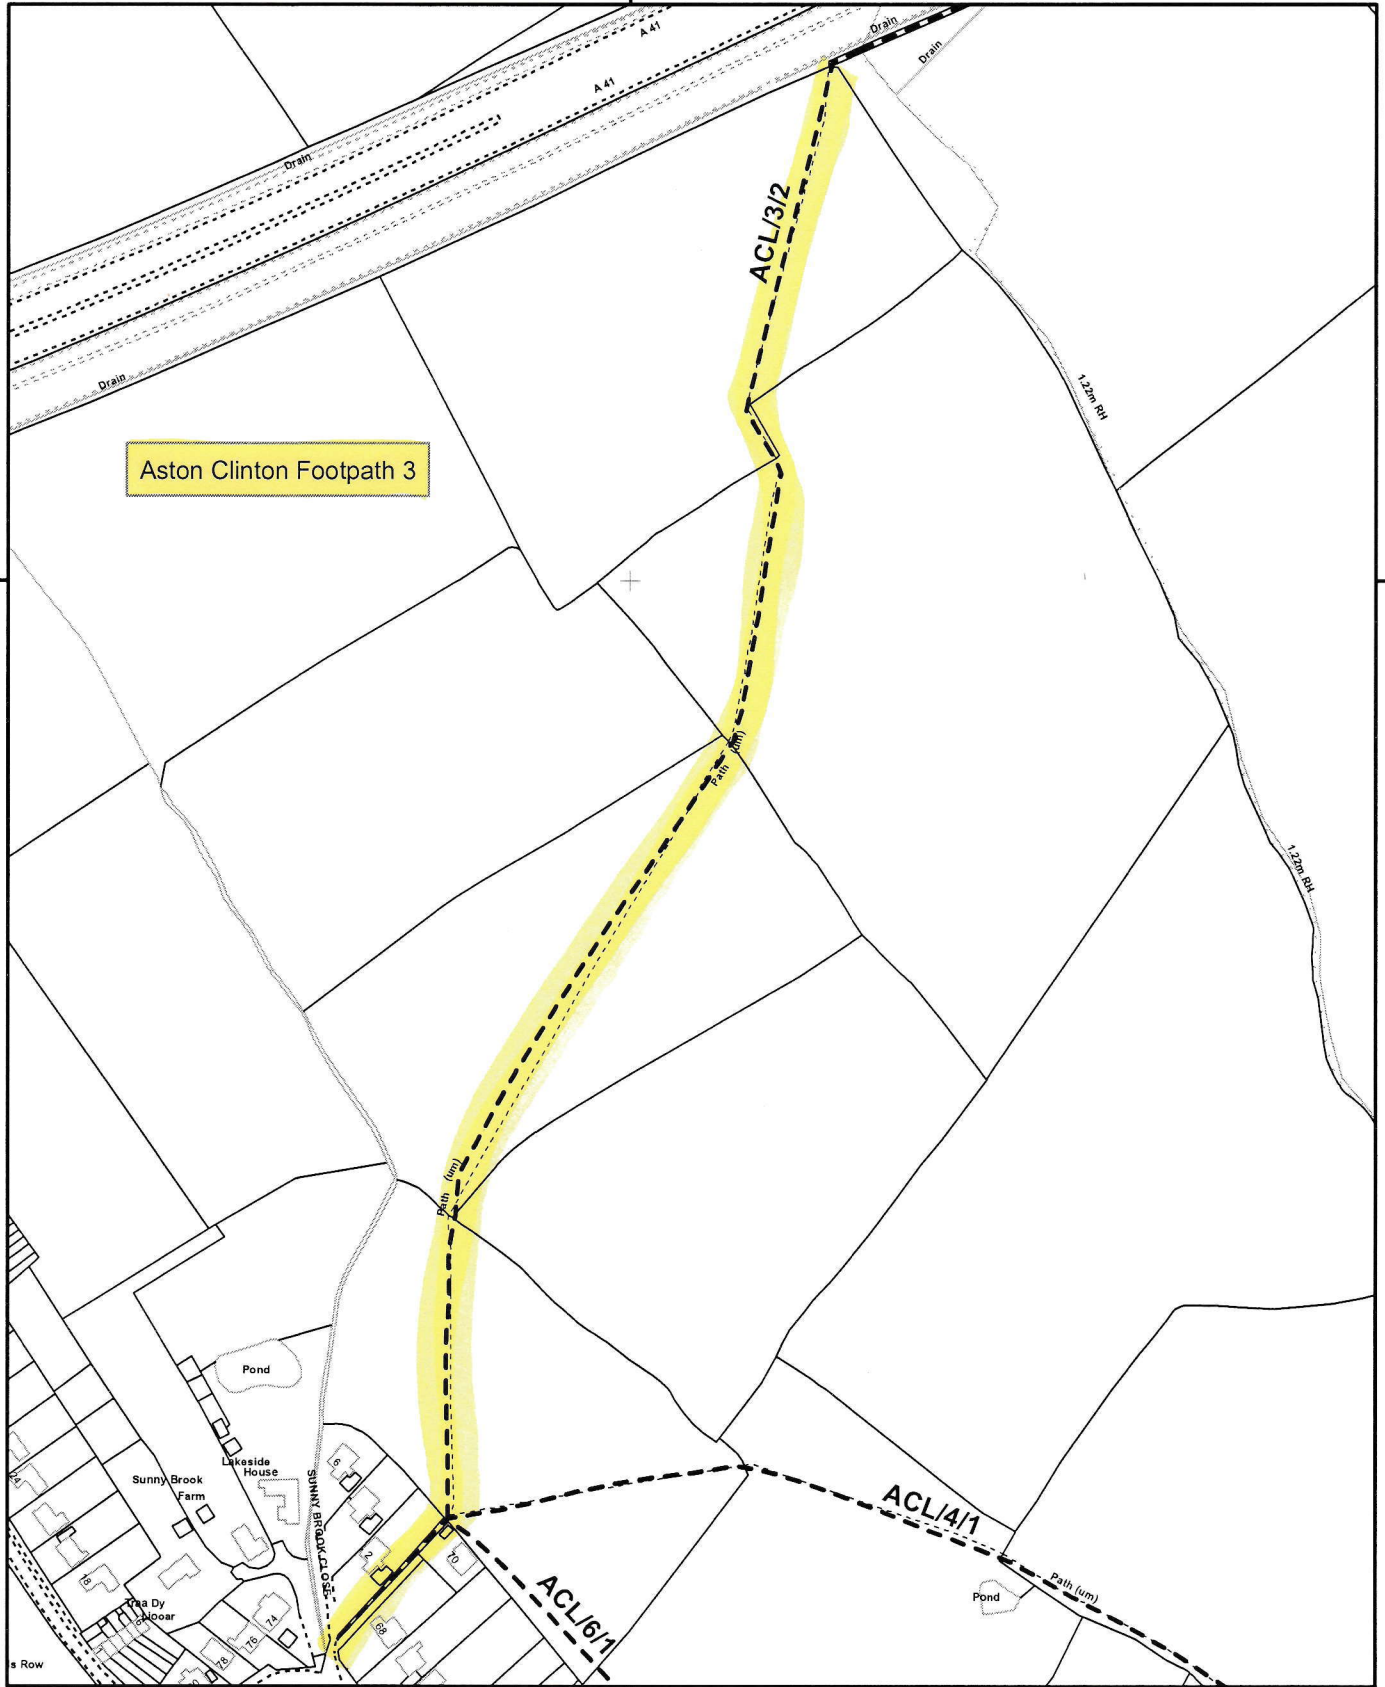 A 41
Drain
Drain
A 41
Drain
ACL/3/2
Drain
1.22m RH
Aston Clinton Footpath 3
Path (um)
1.22m RH
Path (um)
Pond
Lakeside
House
6
Sunny Brook
Farm
SUNNY BROOK CLOSE
24
ACL/4/1
2
70
18
Path (um)
Traa Dy
Liooar
ACL/6/1
Pond
74
76
68
78
s Row